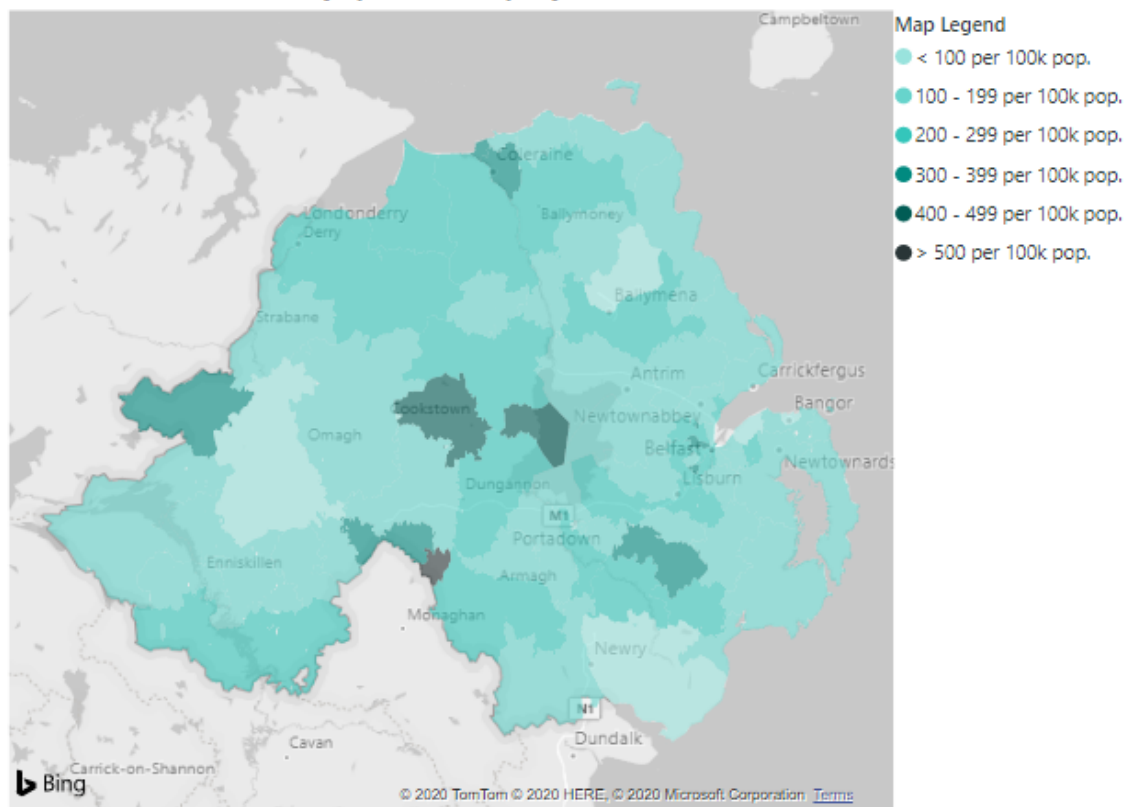 Campbeltown
Map Legend
< 100 per 100k pop.
100 - 199 per 100k pop.
200 - 299 per 100k pop.
300 - 399 per 100k pop.
400 - 499 per 100k pop.
> 500 per 100k pop.
Coleraine
Londonderry
Derry
Ballymoney
Ballymena
Strabane
Antrim
Carrickfergus
Bangor
Cookstown
Newtownabbey
Omagh
Belfast
Newtownards
Dungannon
Lisburn
M1
Portadown
Enniskillen
Armagh
Monaghan
Newry
N1
Dundalk
Cavan
Carrick-on-Shannon
Bing
© 2020 TomTom © 2020 HERE, © 2020 Microsoft Corporation Terms